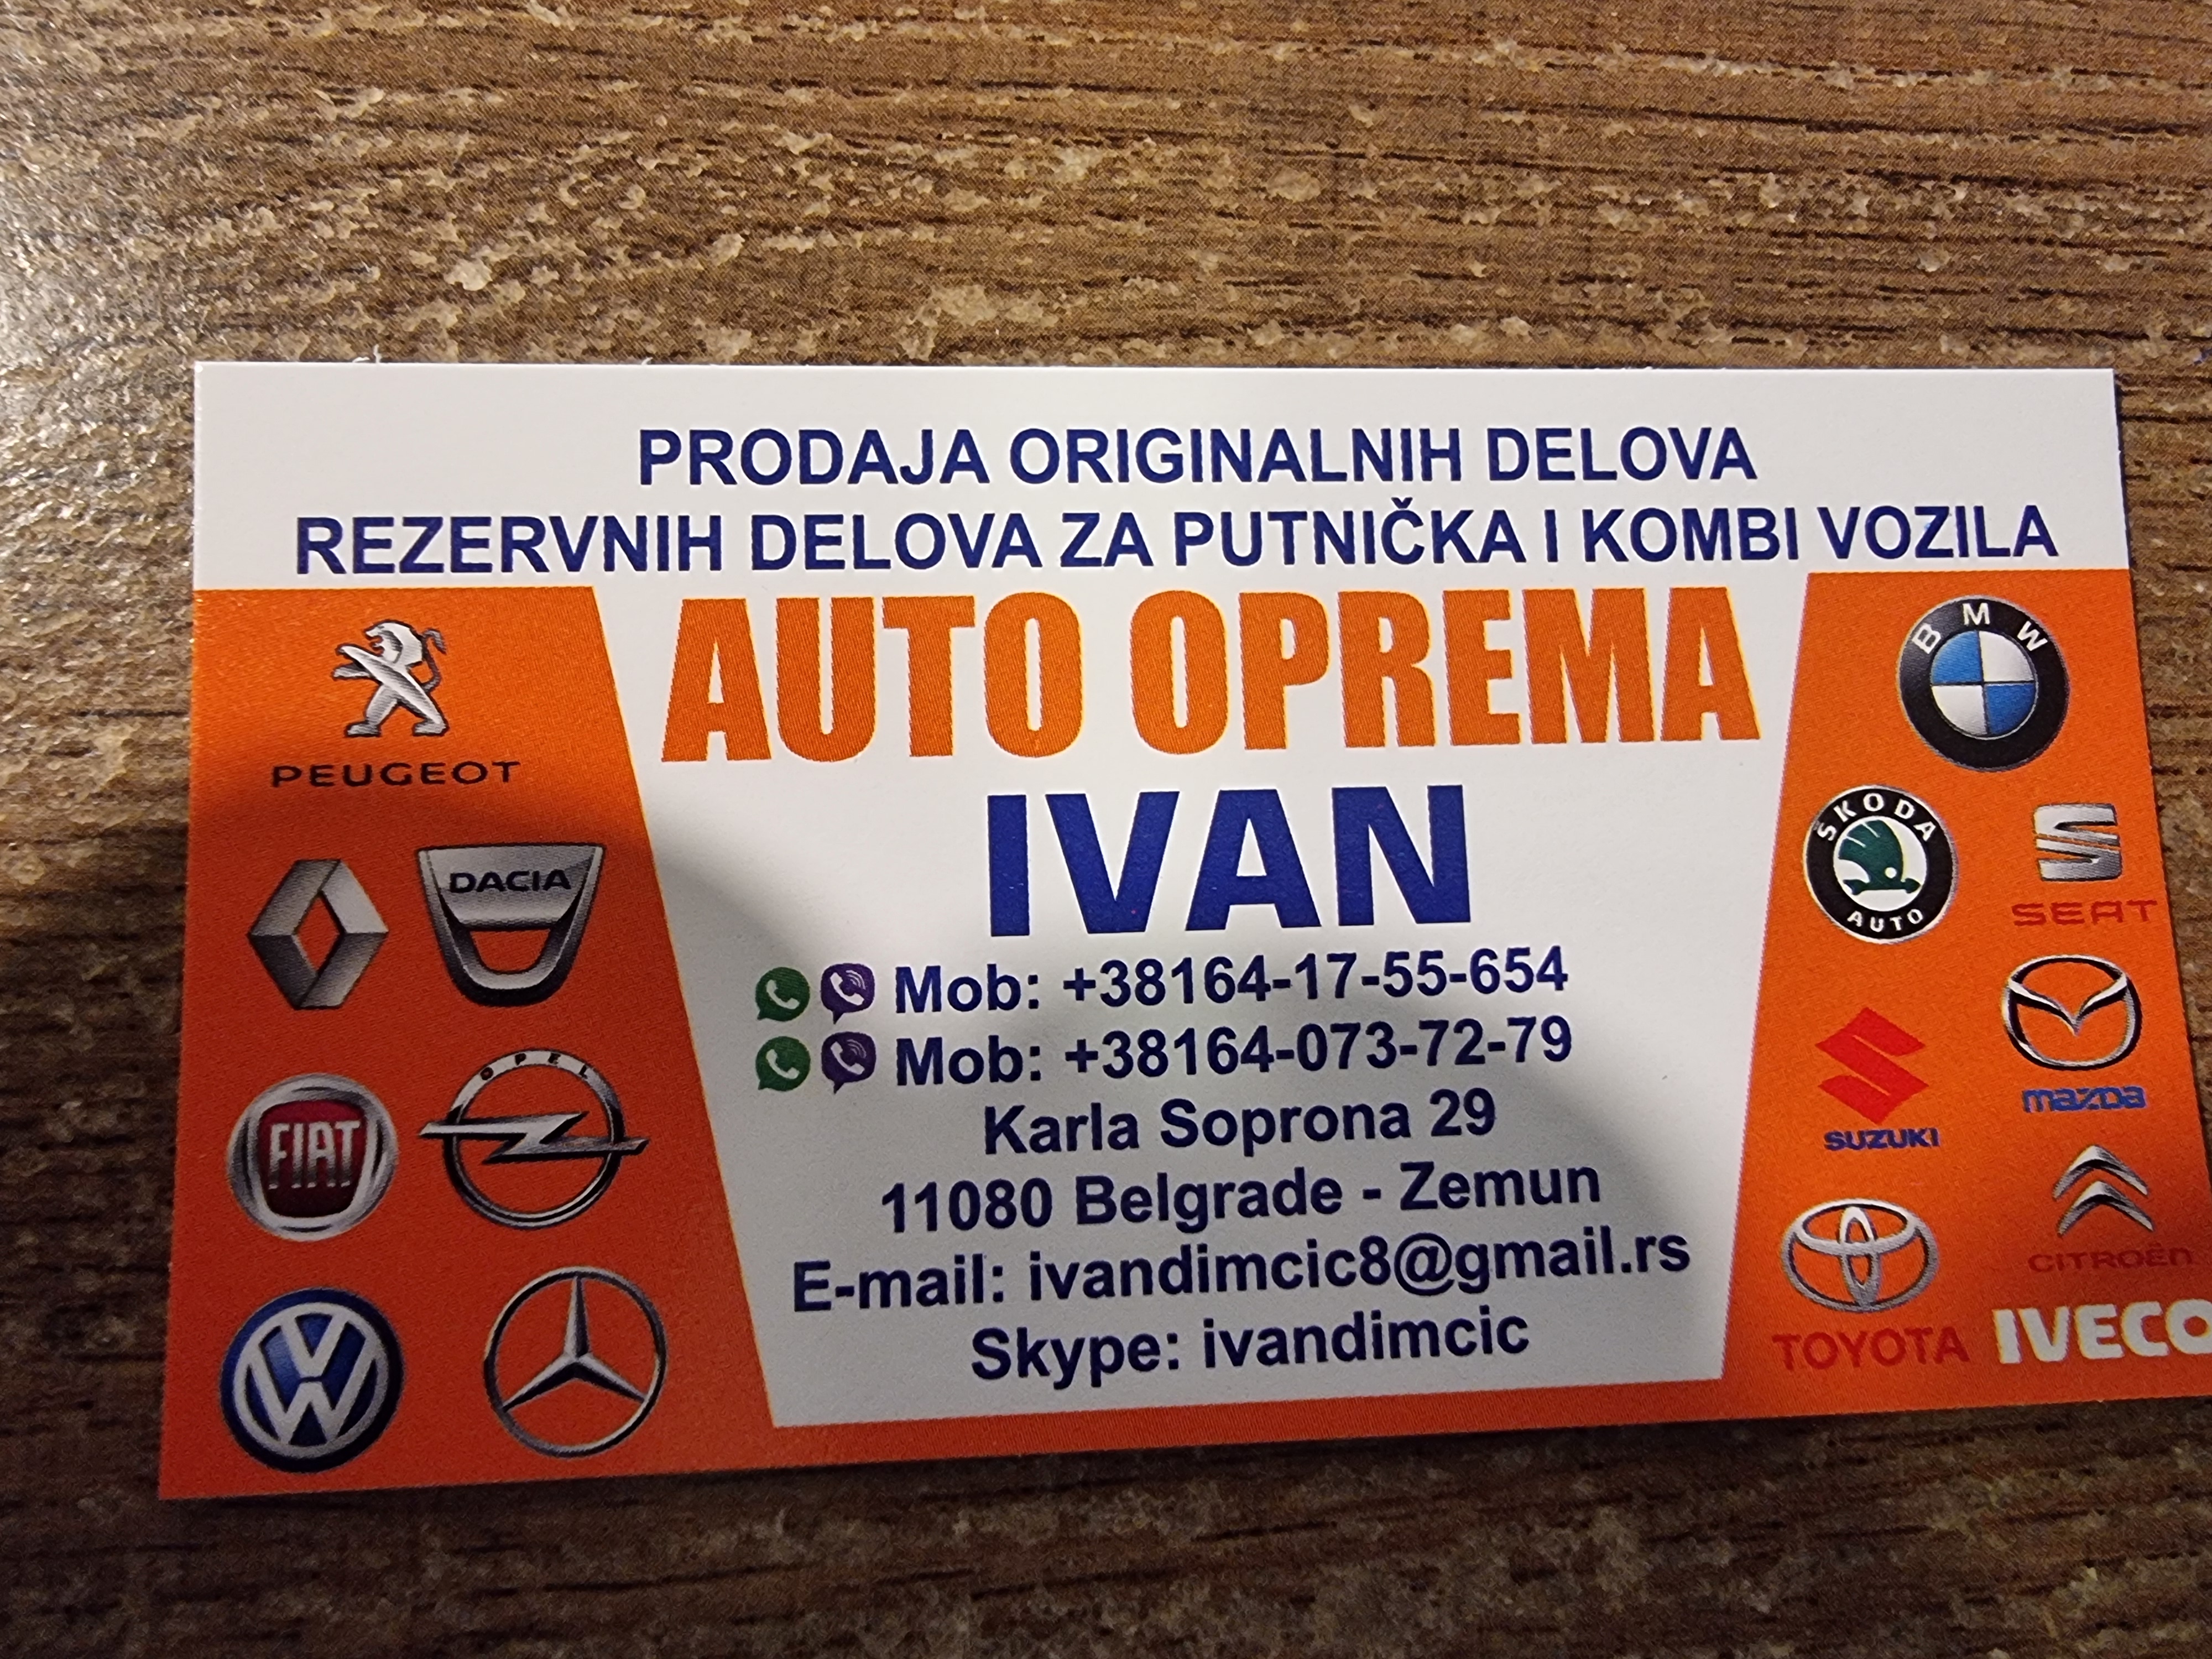 PRODAJA ORIGINALNIH DELOVA
REZERVNIH DELOVA ZA PUTNIČKA I KOMBI VOZILA
AUTO OPREMA
IVAN
Mob: +38164-17-55-654
Mob: +38164-073-72-79
Karla Soprona 29
11080 Belgrade - Zemun
E-mail: ivandimcic8@gmail.rs
Skype: ivandimcic
PEUGEOT
DACIA
FIAT
OPEL
VW
BMW
ŠKODA
AUTO
SEAT
mazda
SUZUKI
CITROËN
TOYOTA
IVECO